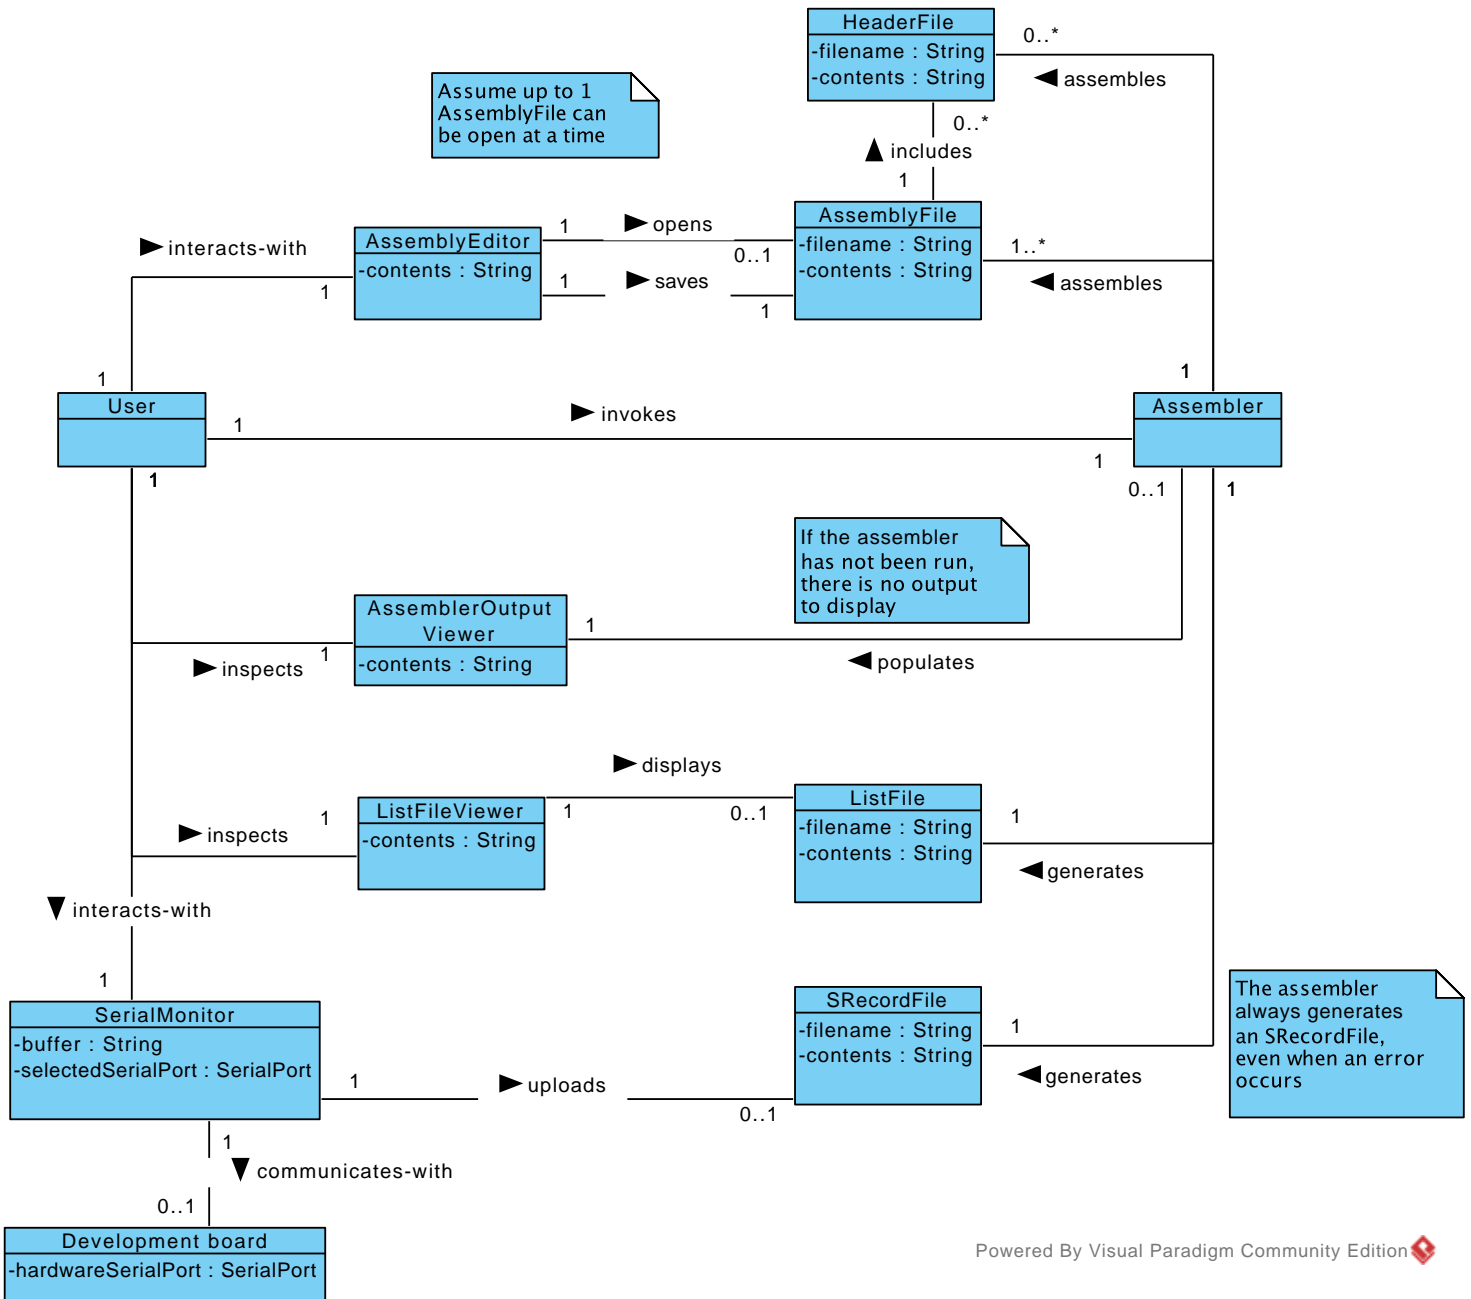 HeaderFile
-filename : String
-contents : String
0..*
assembles
Assume up to 1
AssemblyFile can
be open at a time
0..*
includes
1
AssemblyFile
-filename : String
-contents : String
1..*
assembles
interacts-with
1
AssemblyEditor
-contents : String
1
opens
0..1
1
saves
1
1
User
1
invokes
1
1
Assembler
1
0..1
1
If the assembler
has not been run,
there is no output
to display
AssemblerOutput
Viewer
-contents : String
1
populates
1
inspects
displays
ListFileViewer
-contents : String
1
0..1
ListFile
-filename : String
-contents : String
1
generates
1
inspects
interacts-with
1
SerialMonitor
-buffer : String
-selectedSerialPort : SerialPort
1
uploads
0..1
SRecordFile
-filename : String
-contents : String
1
generates
The assembler
always generates
an SRecordFile,
even when an error
occurs
1
communicates-with
0..1
Development board
-hardwareSerialPort : SerialPort
Powered By Visual Paradigm Community Edition